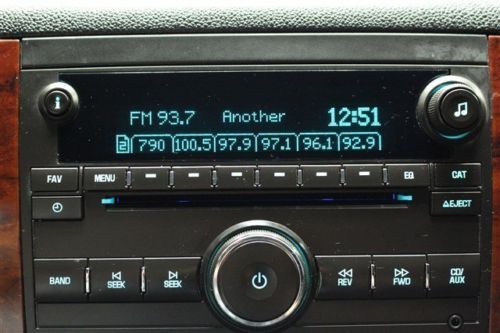 FM 93.7 Another 12:51
2 790 100.5 97.9 97.1 96.1 92.9
FAV MENU EQ CAT
EJECT
BAND SEEK SEEK REV FWD CD/AUX